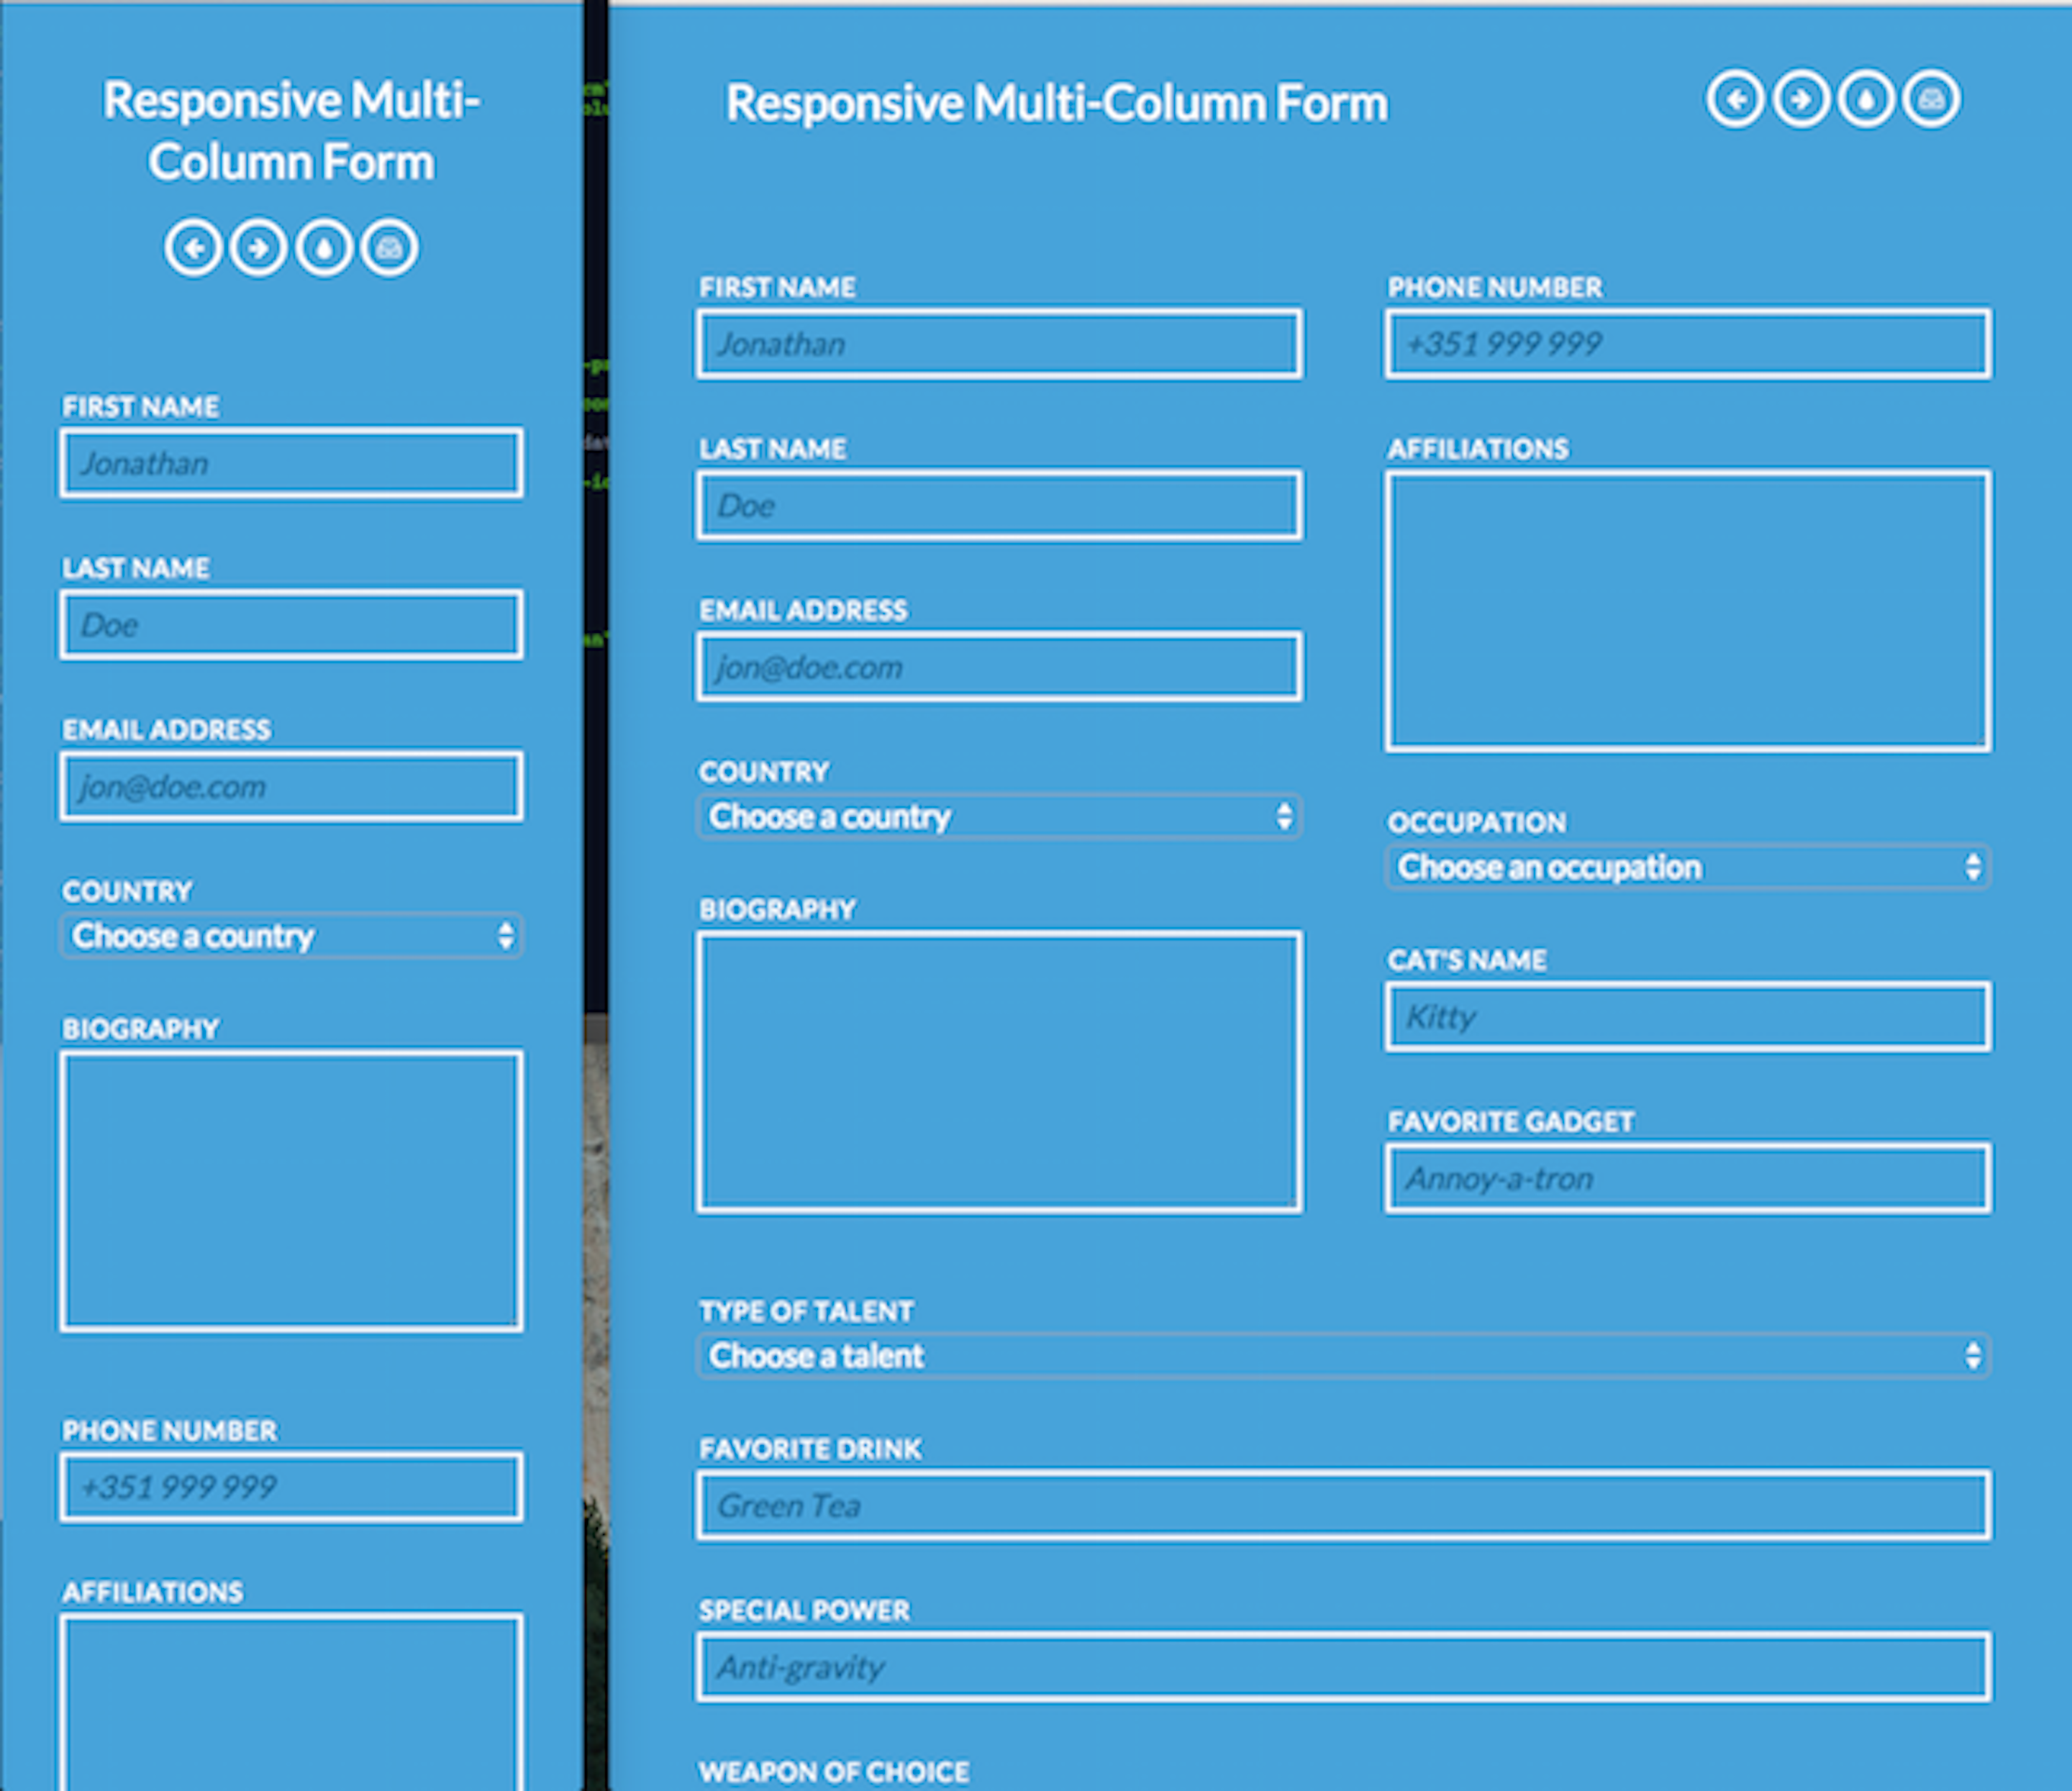 Responsive Multi-
Column Form
FIRST NAME
Jonathan
LAST NAME
Doe
EMAIL ADDRESS
jon@doe.com
COUNTRY
Choose a country
BIOGRAPHY
PHONE NUMBER
+351 999 999
AFFILIATIONS
Responsive Multi-Column Form
FIRST NAME
Jonathan
LAST NAME
Doe
EMAIL ADDRESS
jon@doe.com
COUNTRY
Choose a country
BIOGRAPHY
PHONE NUMBER
+351 999 999
AFFILIATIONS
OCCUPATION
Choose an occupation
CAT'S NAME
Kitty
FAVORITE GADGET
Annoy-a-tron
TYPE OF TALENT
Choose a talent
FAVORITE DRINK
Green Tea
SPECIAL POWER
Anti-gravity
WEAPON OF CHOICE